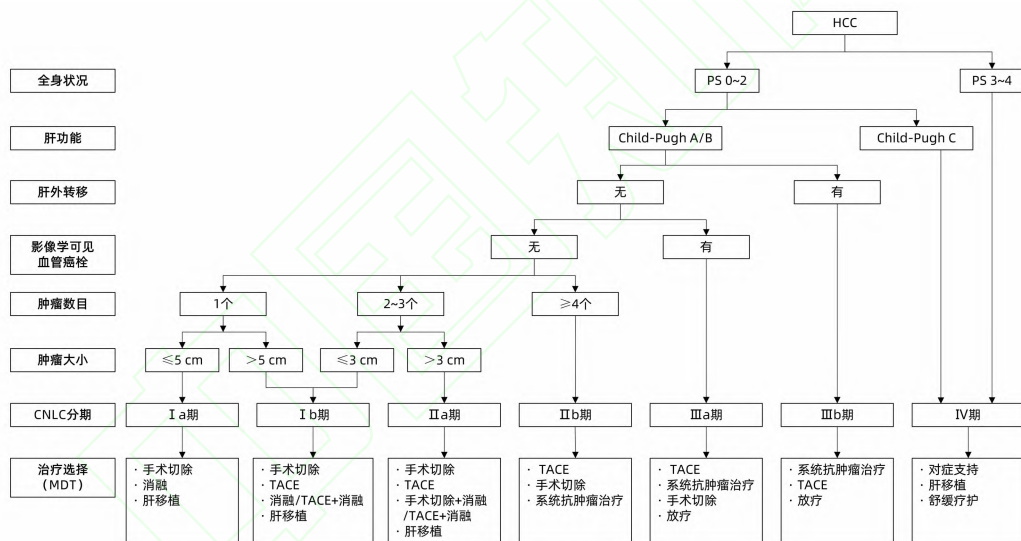 HCC
全身状况
PS 0~2
PS 3~4
肝功能
Child-Pugh A/B
Child-Pugh C
肝外转移
无
有
影像学可见
血管癌栓
无
有
肿瘤数目
1个
2~3个
≥4个
肿瘤大小
≤5 cm
＞5 cm
≤3 cm
＞3 cm
CNLC分期
Ⅰa期
Ⅰb期
Ⅱa期
Ⅱb期
Ⅲa期
Ⅲb期
Ⅳ期
治疗选择
（MDT）
· 手术切除
· 消融
· 肝移植
· 手术切除
· TACE
· 消融/TACE+消融
· 肝移植
· 手术切除
· TACE
· 手术切除+消融
/TACE+消融
· 肝移植
· TACE
· 手术切除
· 系统抗肿瘤治疗
· TACE
· 系统抗肿瘤治疗
· 手术切除
· 放疗
· 系统抗肿瘤治疗
· TACE
· 放疗
· 对症支持
· 肝移植
· 舒缓疗护